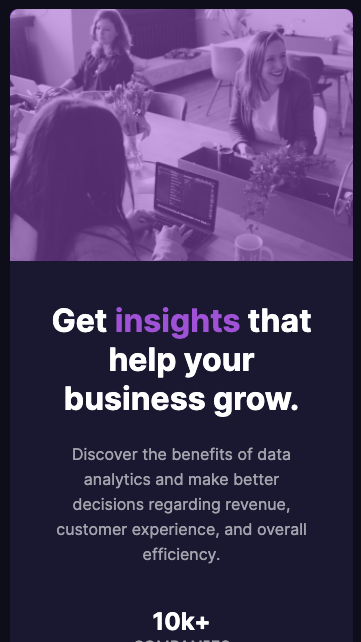 Get insights that
help your
business grow.
Discover the benefits of data
analytics and make better
decisions regarding revenue,
customer experience, and overall
efficiency.
10k+
COMPANIES